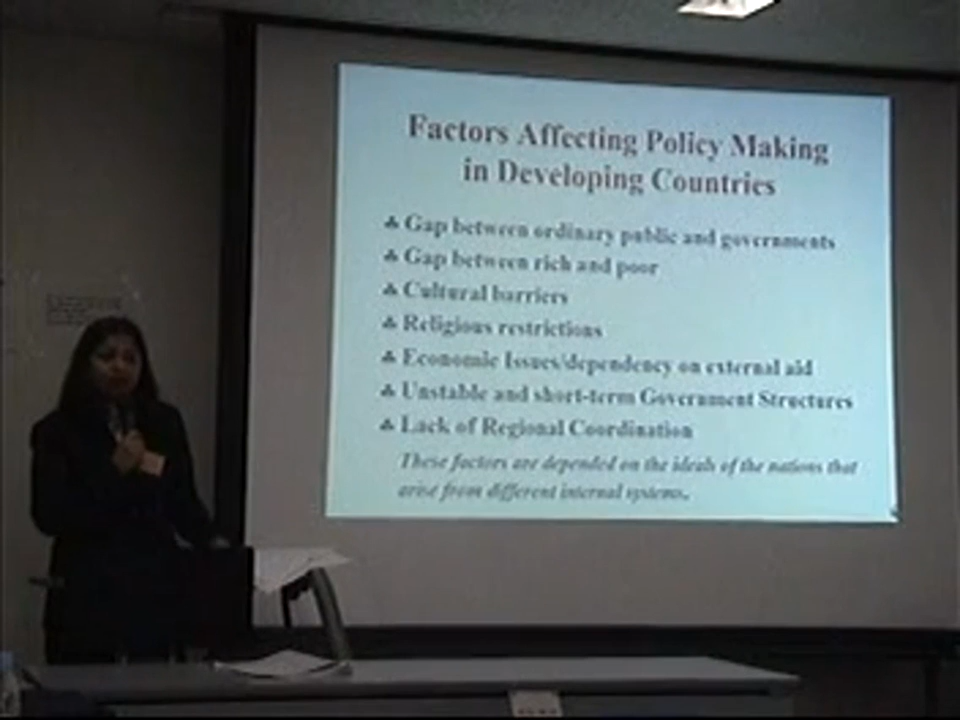 Factors Affecting Policy Making
in Developing Countries
♣ Gap between ordinary public and governments
♣ Gap between rich and poor
♣ Cultural barriers
♣ Religious restrictions
♣ Economic Issues/dependency on external aid
♣ Unstable and short-term Government Structures
♣ Lack of Regional Coordination
These factors are depended on the ideals of the nations that
arise from different internal systems.